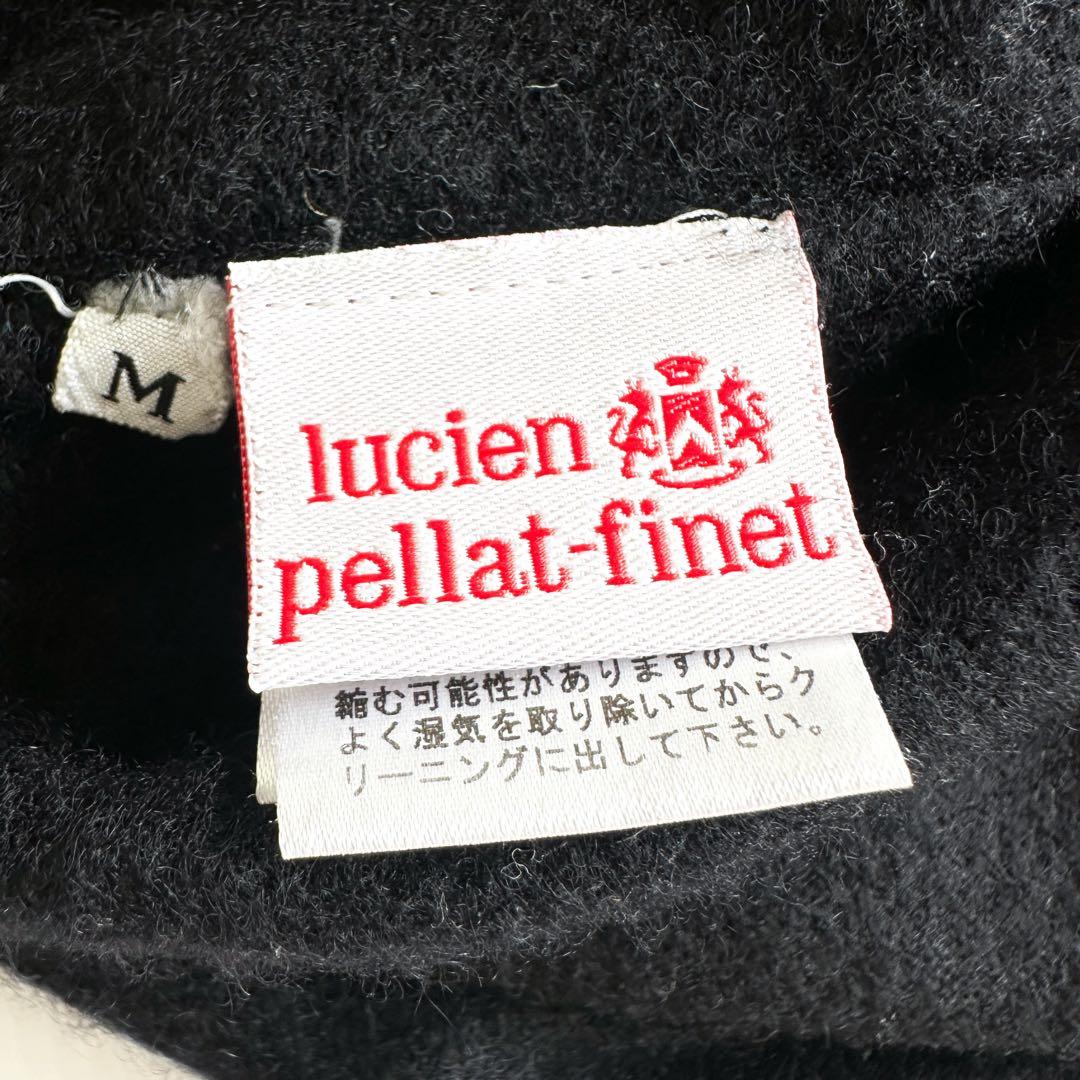 M
lucien
pellat-finet
縮む可能性がありますので、
よく湿気を取り除いてからク
リーニングに出して下さい。